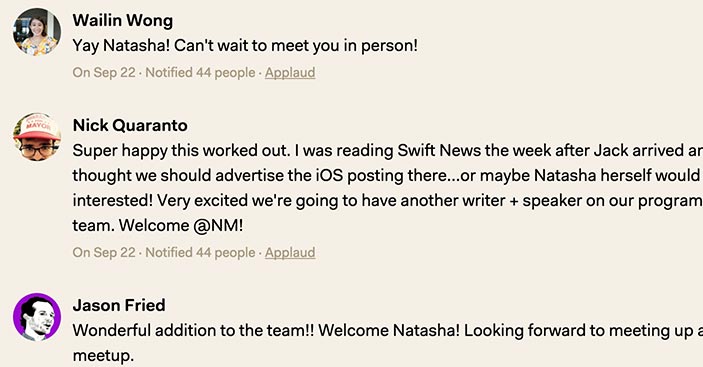 Wailin Wong
Yay Natasha! Can't wait to meet you in person!
On Sep 22 · Notified 44 people · Applaud
MAYOR
Nick Quaranto
Super happy this worked out. I was reading Swift News the week after Jack arrived
thought we should advertise the iOS posting there...or maybe Natasha herself would
interested! Very excited we're going to have another writer + speaker on our program
team. Welcome @NM!
On Sep 22 · Notified 44 people · Applaud
Jason Fried
Wonderful addition to the team!! Welcome Natasha! Looking forward to meeting up
meetup.